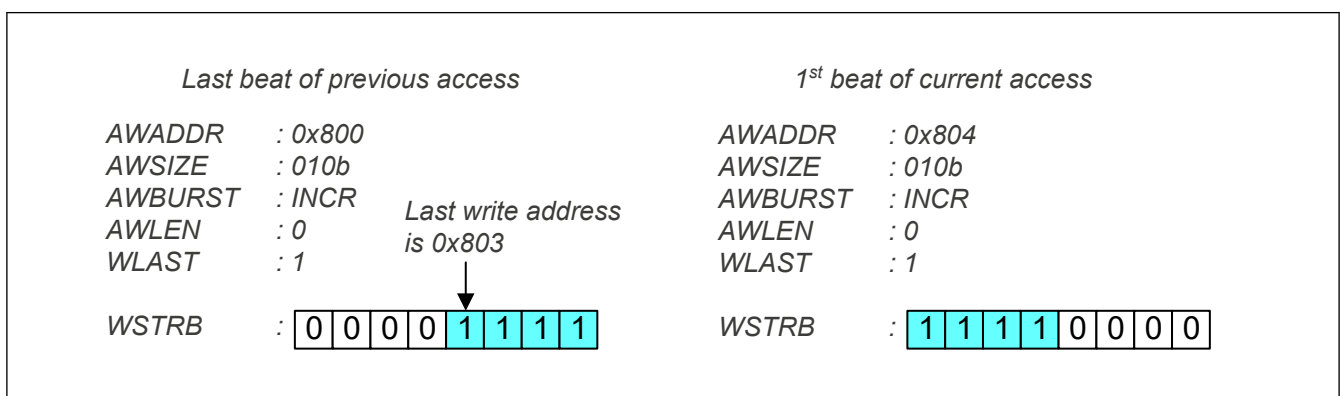 Last beat of previous access
AWADDR : 0x800
AWSIZE : 010b
AWBURST : INCR
AWLEN : 0
WLAST : 1
Last write address
is 0x803
WSTRB : 0 0 0 0 1 1 1 1
1st beat of current access
AWADDR : 0x804
AWSIZE : 010b
AWBURST : INCR
AWLEN : 0
WLAST : 1
WSTRB : 1 1 1 1 0 0 0 0